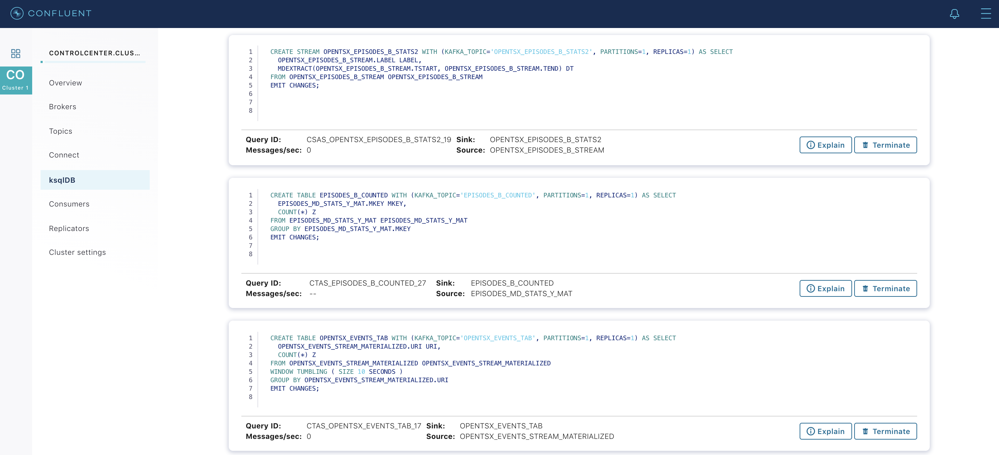 CONFLUENT
CO
Cluster 1
CONTROLCENTER.CLUS...
Overview
Brokers
Topics
Connect
ksqlDB
Consumers
Replicators
Cluster settings
1 CREATE STREAM OPENTSX_EPISODES_B_STATS2 WITH (KAFKA_TOPIC='OPENTSX_EPISODES_B_STATS2', PARTITIONS=1, REPLICAS=1) AS SELECT
2 OPENTSX_EPISODES_B_STREAM.LABEL LABEL,
3 MDEXTRACT(OPENTSX_EPISODES_B_STREAM.TSTART, OPENTSX_EPISODES_B_STREAM.TEND) DT
4 FROM OPENTSX_EPISODES_B_STREAM OPENTSX_EPISODES_B_STREAM
5 EMIT CHANGES;
6
7
8
Query ID: CSAS_OPENTSX_EPISODES_B_STATS2_19 Sink: OPENTSX_EPISODES_B_STATS2
Messages/sec: 0 Source: OPENTSX_EPISODES_B_STREAM
Explain Terminate
1 CREATE TABLE EPISODES_B_COUNTED WITH (KAFKA_TOPIC='EPISODES_B_COUNTED', PARTITIONS=1, REPLICAS=1) AS SELECT
2 EPISODES_MD_STATS_Y_MAT.MKEY MKEY,
3 COUNT(*) Z
4 FROM EPISODES_MD_STATS_Y_MAT EPISODES_MD_STATS_Y_MAT
5 GROUP BY EPISODES_MD_STATS_Y_MAT.MKEY
6 EMIT CHANGES;
7
8
Query ID: CTAS_EPISODES_B_COUNTED_27 Sink: EPISODES_B_COUNTED
Messages/sec: -- Source: EPISODES_MD_STATS_Y_MAT
Explain Terminate
1 CREATE TABLE OPENTSX_EVENTS_TAB WITH (KAFKA_TOPIC='OPENTSX_EVENTS_TAB', PARTITIONS=1, REPLICAS=1) AS SELECT
2 OPENTSX_EVENTS_STREAM_MATERIALIZED.URI URI,
3 COUNT(*) Z
4 FROM OPENTSX_EVENTS_STREAM_MATERIALIZED OPENTSX_EVENTS_STREAM_MATERIALIZED
5 WINDOW TUMBLING ( SIZE 10 SECONDS )
6 GROUP BY OPENTSX_EVENTS_STREAM_MATERIALIZED.URI
7 EMIT CHANGES;
8
Query ID: CTAS_OPENTSX_EVENTS_TAB_17 Sink: OPENTSX_EVENTS_TAB
Messages/sec: 0 Source: OPENTSX_EVENTS_STREAM_MATERIALIZED
Explain Terminate